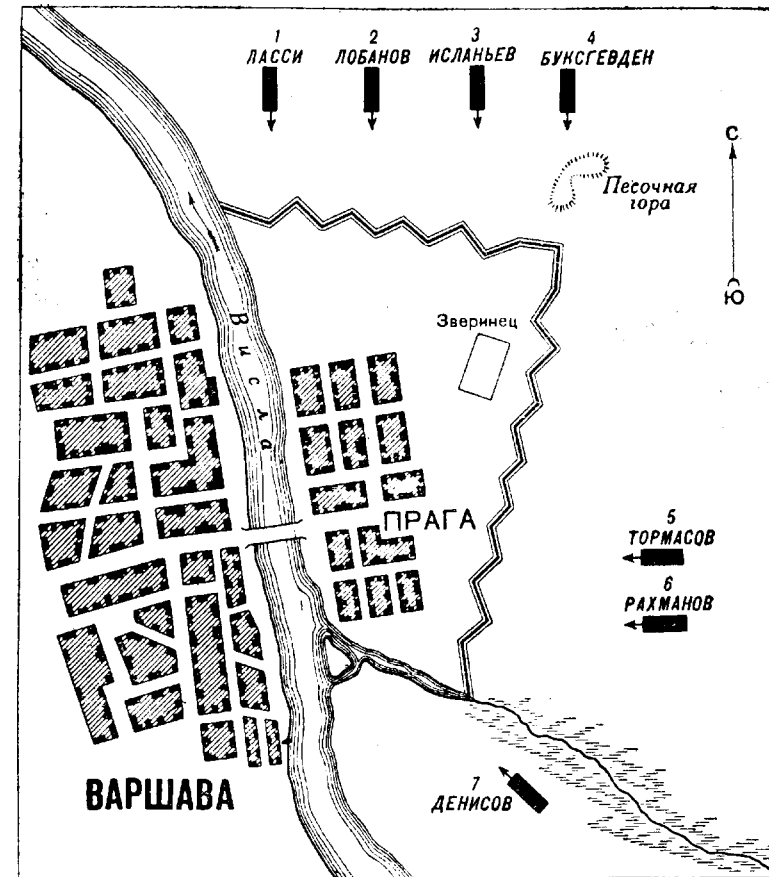 1
ЛАССИ
2
ЛОБАНОВ
3
ИСЛАНЬЕВ
4
БУКСГЕВДЕН
С
Песочная
гора
Ю
Висла
Зверинец
ПРАГА
5
ТОРМАСОВ
6
РАХМАНОВ
7
ДЕНИСОВ
ВАРШАВА